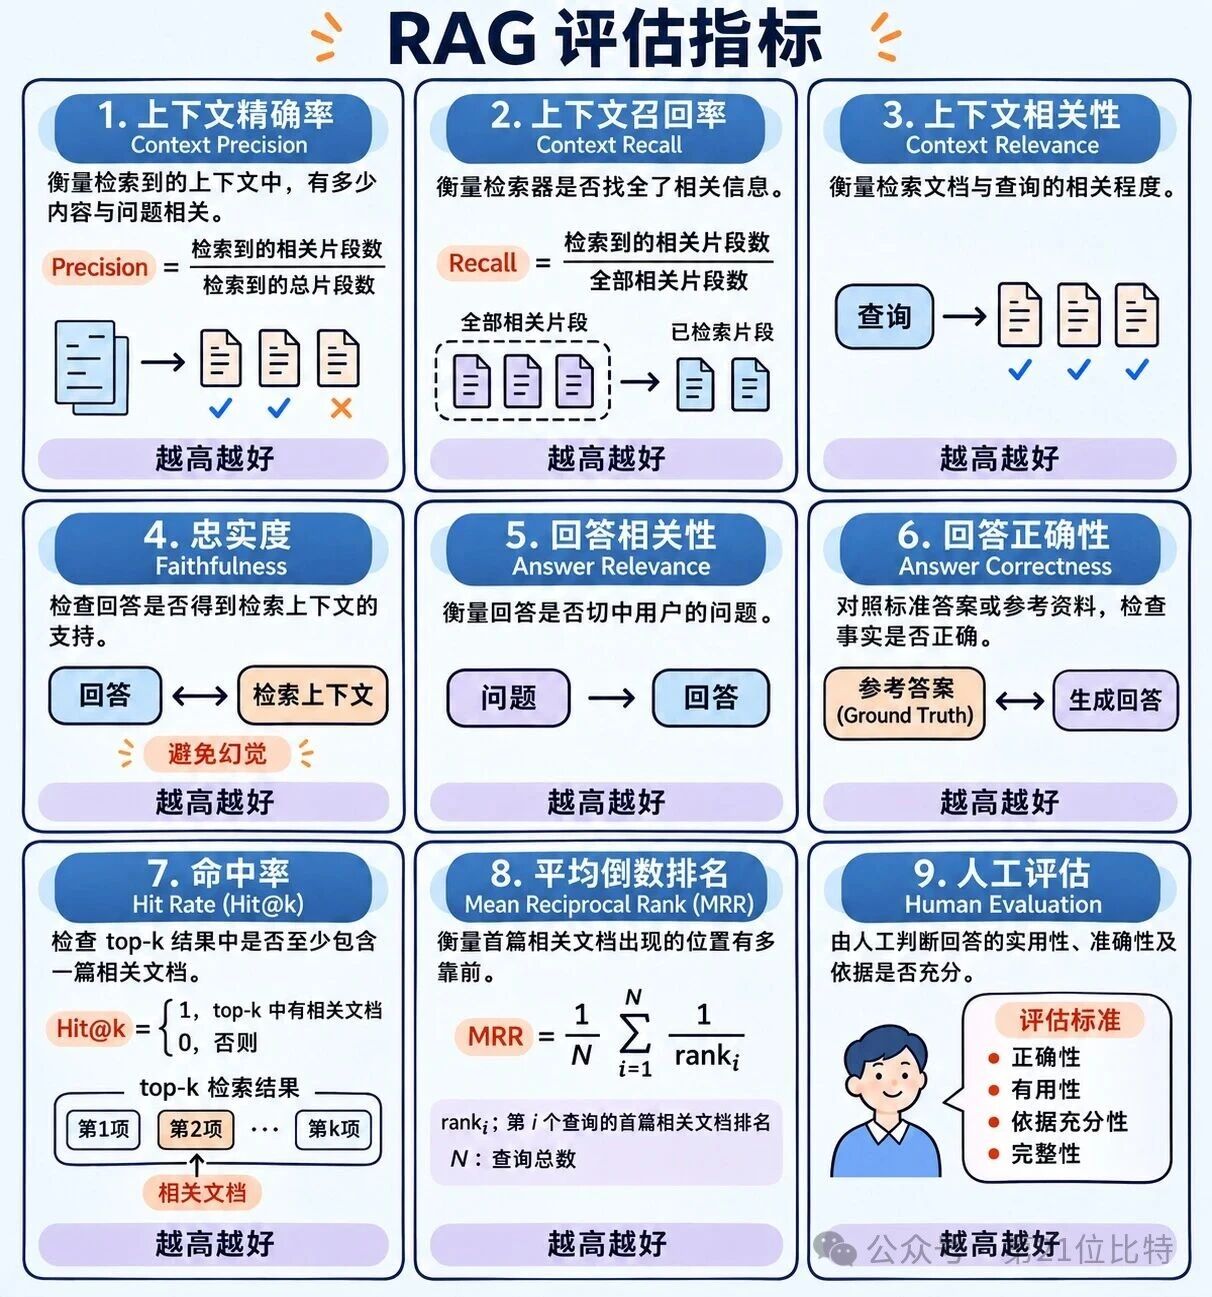 RAG 评估指标
1. 上下文精确率
Context Precision
衡量检索到的上下文中，有多少
内容与问题相关。
Precision = 检索到的相关片段数
检索到的总片段数
越高越好
2. 上下文召回率
Context Recall
衡量检索器是否找全了相关信息。
Recall = 检索到的相关片段数
全部相关片段数
全部相关片段
已检索片段
越高越好
3. 上下文相关性
Context Relevance
衡量检索文档与查询的相关程度。
查询
越高越好
4. 忠实度
Faithfulness
检查回答是否得到检索上下文的
支持。
回答
检索上下文
避免幻觉
越高越好
5. 回答相关性
Answer Relevance
衡量回答是否切中用户的问题。
问题
回答
越高越好
6. 回答正确性
Answer Correctness
对照标准答案或参考资料，检查
事实是否正确。
参考答案
(Ground Truth)
生成回答
越高越好
7. 命中率
Hit Rate (Hit@k)
检查 top-k 结果中是否至少包含
一篇相关文档。
Hit@k = { 1，top-k 中有相关文档
0，否则
top-k 检索结果
第1项 第2项 ··· 第k项
相关文档
越高越好
8. 平均倒数排名
Mean Reciprocal Rank (MRR)
衡量首篇相关文档出现的位置有多
靠前。
MRR = 1/N ∑ i=1 N 1/rank i
rank i；第 i 个查询的首篇相关文档排名
N：查询总数
越高越好
9. 人工评估
Human Evaluation
由人工判断回答的实用性、准确性及
依据是否充分。
评估标准
• 正确性
• 有用性
• 依据充分性
• 完整性
越高越好
公众号 · 第21位比特